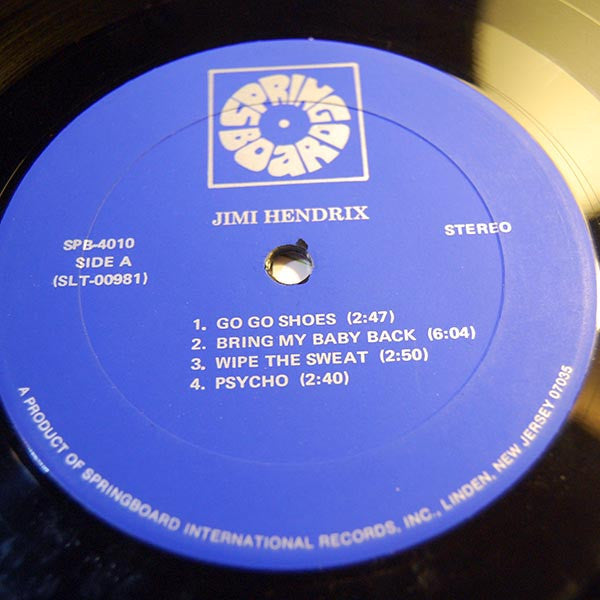 SPRINGBOARD
JIMI HENDRIX
SPB-4010
SIDE A
(SLT-00981)
STEREO
1. GO GO SHOES (2:47)
2. BRING MY BABY BACK (6:04)
3. WIPE THE SWEAT (2:50)
4. PSYCHO (2:40)
A PRODUCT OF SPRINGBOARD INTERNATIONAL RECORDS, INC., LINDEN, NEW JERSEY 07035